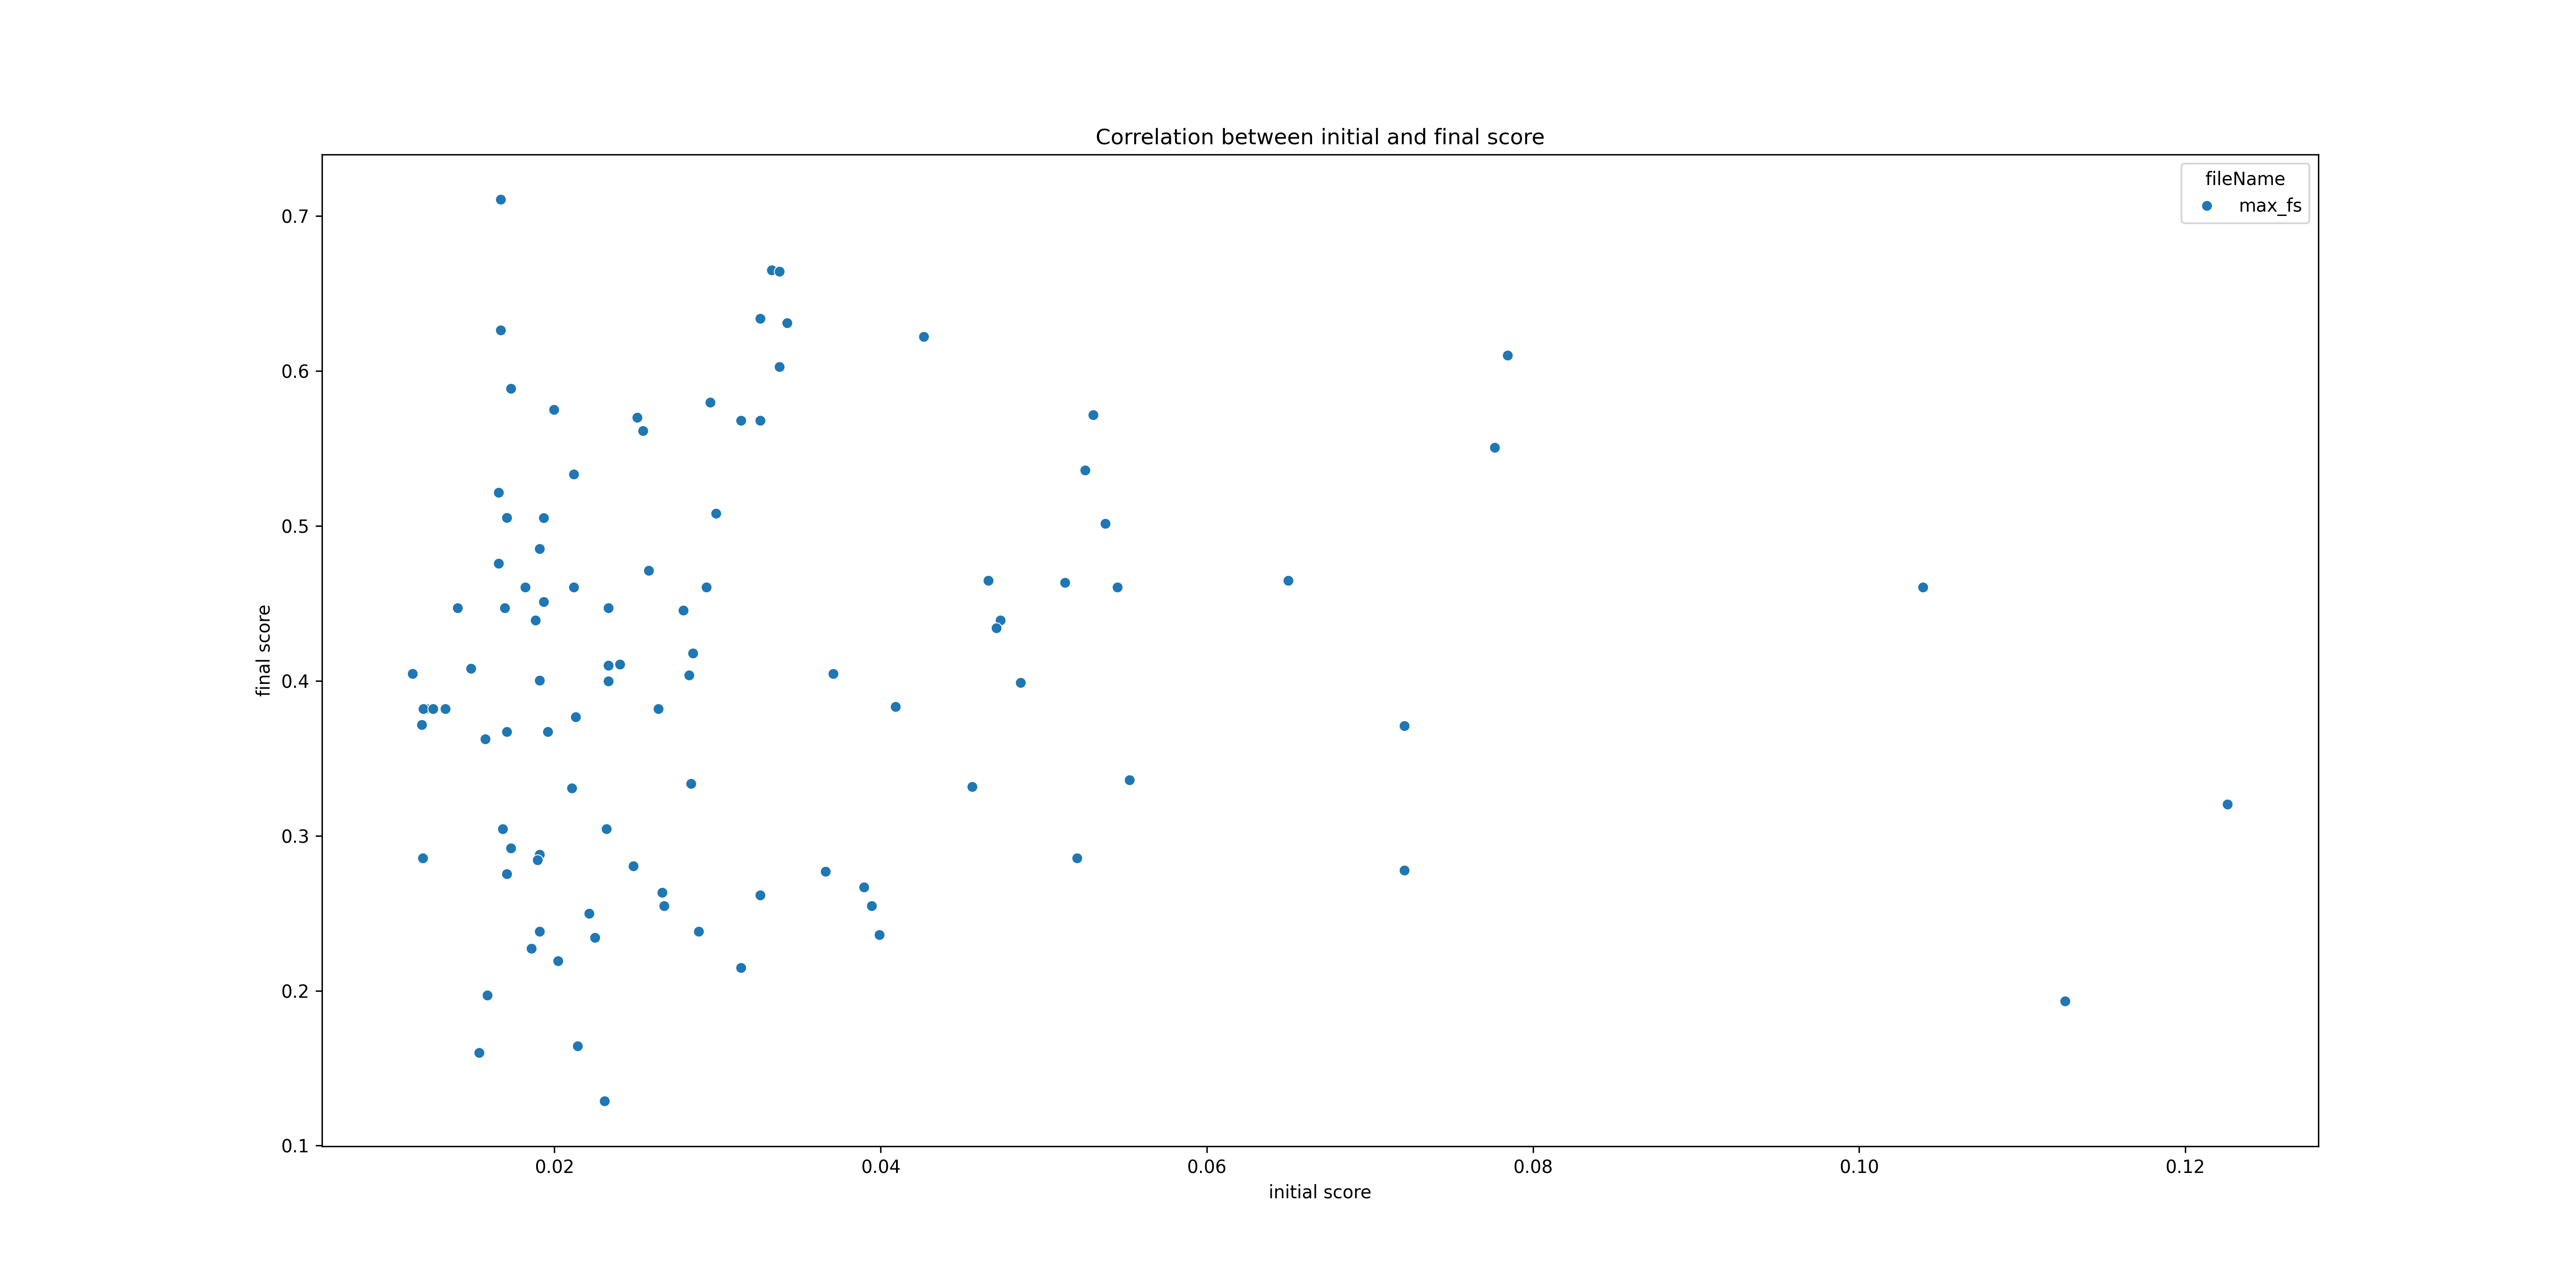 Correlation between initial and final score
fileName
max_fs
0.7
0.6
0.5
0.4
0.3
0.2
0.1
final score
0.02
0.04
0.06
0.08
0.10
0.12
initial score